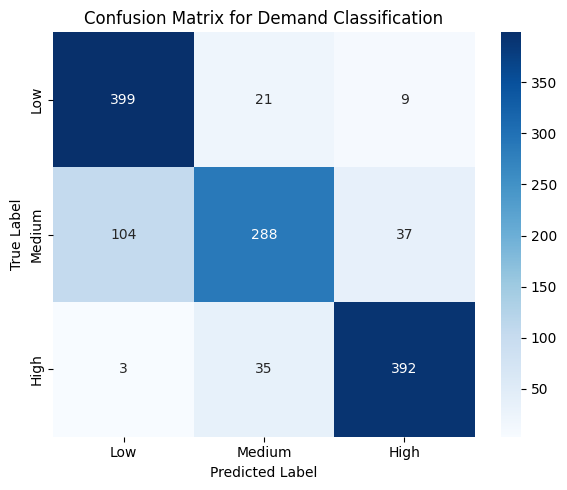 Confusion Matrix for Demand Classification
True Label
Low
399 21 9
350
300
250
Medium
104 288 37
200
150
High
3 35 392
100
50
Low Medium High
Predicted Label